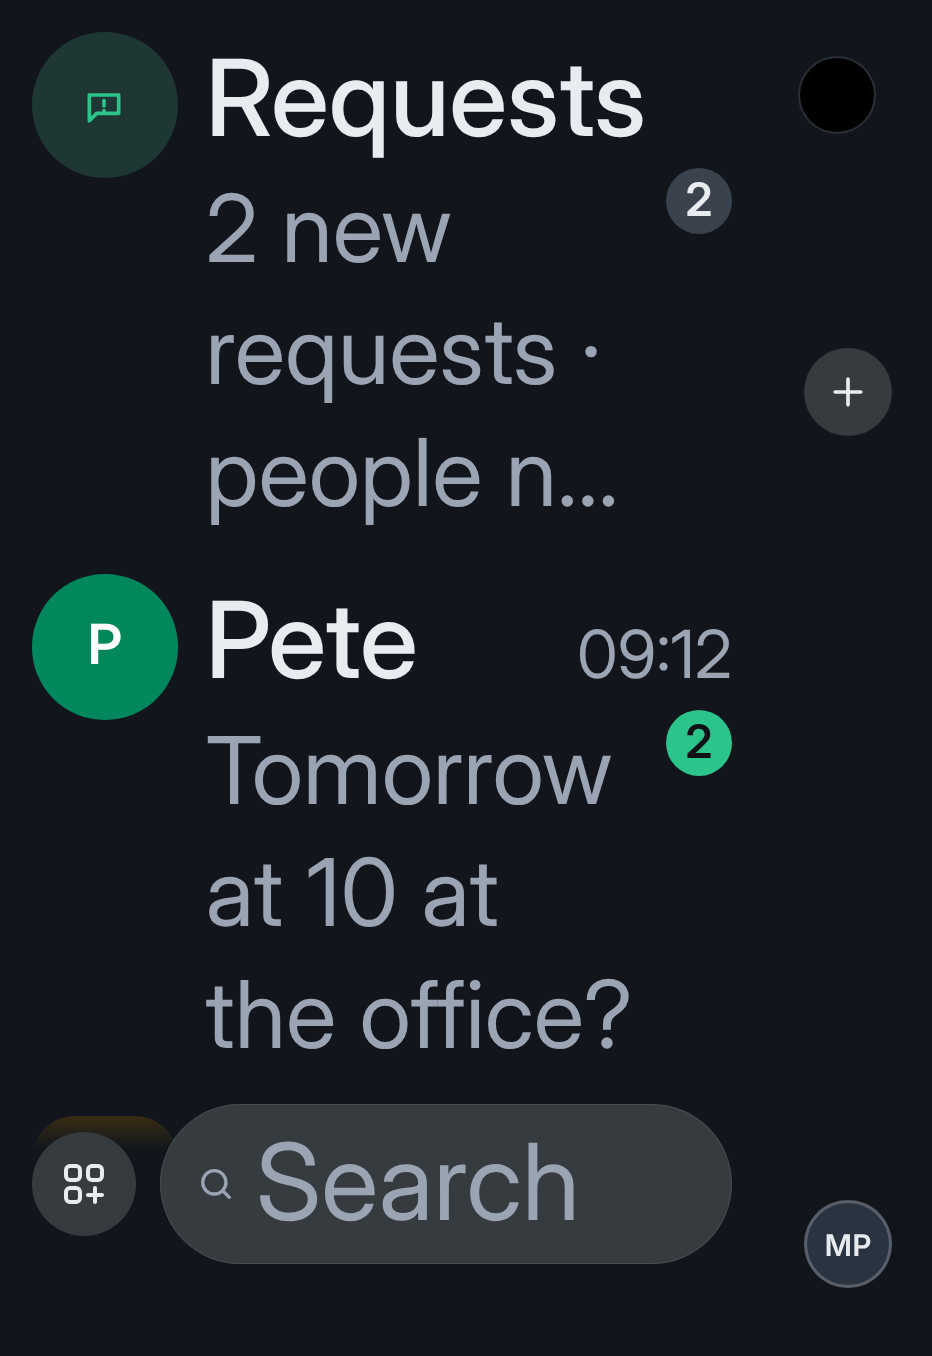 Requests
2 new
2
requests ·
people n...
P
Pete
09:12
Tomorrow
2
at 10 at
the office?
Search
MP